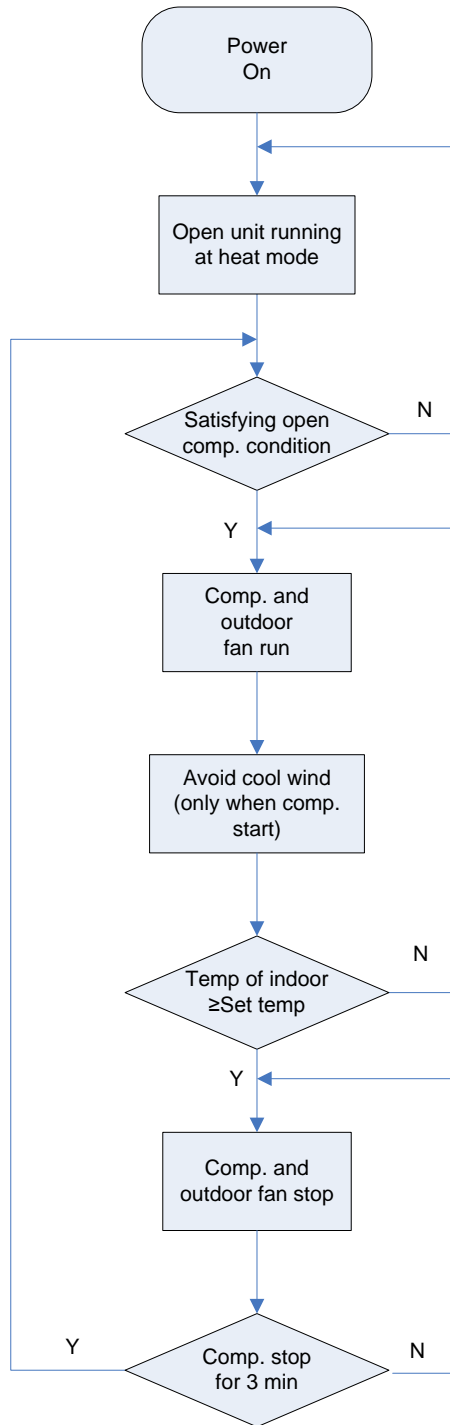 Power
On
Open unit running
at heat mode
Satisfying open
comp. condition
N
Y
Comp. and
outdoor
fan run
Avoid cool wind
(only when comp.
start)
Temp of indoor
≥Set temp
N
Y
Comp. and
outdoor fan stop
Y
Comp. stop
for 3 min
N